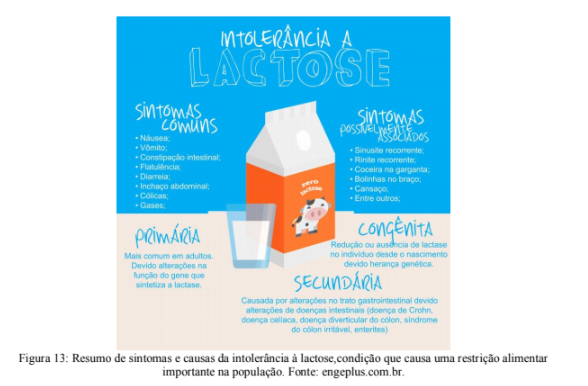 INTOLERÂNCIA A
LACTOSE
SINTOMAS
COMUNS
• Náusea;
• Vômito;
• Constipação intestinal;
• Flatulência;
• Diarreia;
• Inchaço abdominal;
• Cólicas;
• Gases;
SINTOMAS
POSSIVELMENTE
ASSOCIADOS
• Sinusite recorrente;
• Rinite recorrente;
• Coceira na garganta;
• Bolinhas no braço;
• Cansaço;
• Entre outros;
zero
lactose
PRIMÁRIA
Mais comum em adultos.
Devido alterações na
função do gene que
sintetiza a lactase.
CONGÊNITA
Redução ou ausência de lactase
no indivíduo desde o nascimento
devido herança genética.
SECUNDÁRIA
Causada por alterações no trato gastrointestinal devido
alterações de doenças intestinais (doença de Crohn,
doença celíaca, doença diverticular do cólon, síndrome
do cólon irritável, enterites)
Figura 13: Resumo de sintomas e causas da intolerância à lactose,condição que causa uma restrição alimentar
importante na população. Fonte: engeplus.com.br.